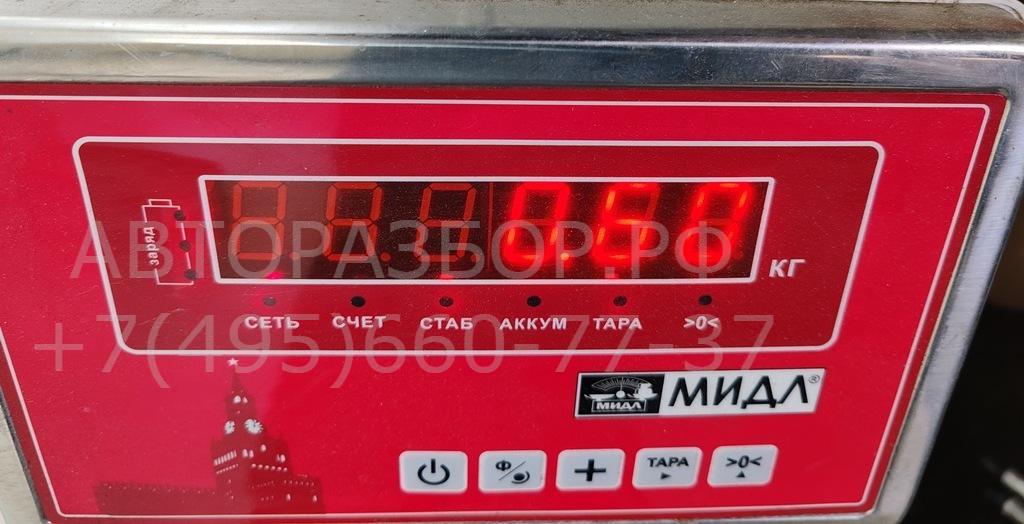 заряд
0.60
КГ
АВТОРАЗБОР.РФ
СЕТЬ СЧЕТ СТАБ АККУМ ТАРА >0<
+7(495)660-77-37
МИДЛ МИДЛ®
Ф + ТАРА >0<